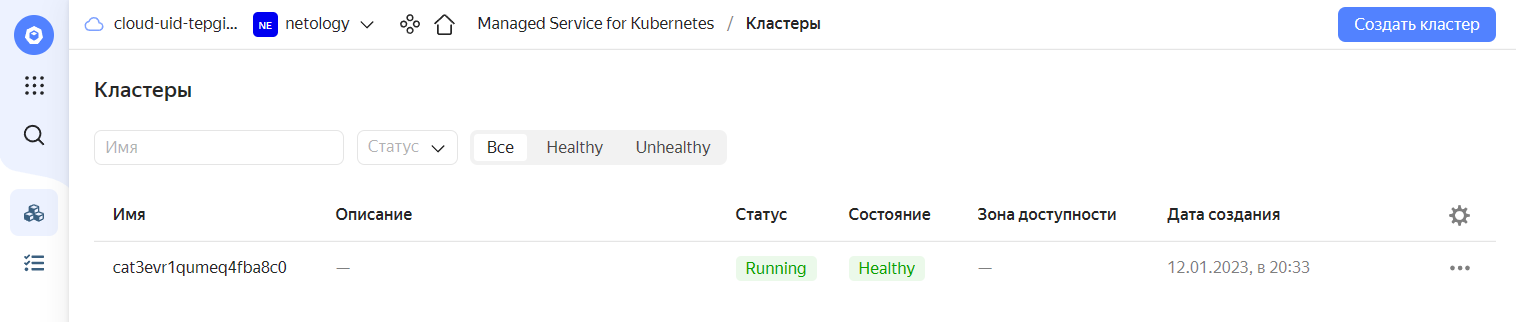 cloud-uid-tepgi... NE netology Managed Service for Kubernetes / Кластеры Создать кластер
Кластеры
Имя Статус Все Healthy Unhealthy
Имя Описание Статус Состояние Зона доступности Дата создания
cat3evr1qumeq4fba8c0 — Running Healthy — 12.01.2023, в 20:33